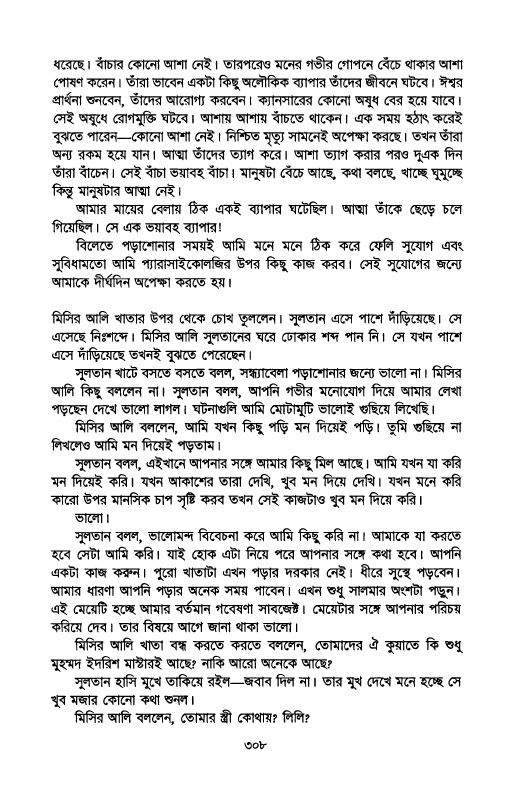 ধরেছে। বাঁচার কোনো আশা নেই। তারপরেও মনের গভীর গোপনে বেঁচে থাকার আশা
পোষণ করেন। তাঁরা ভাবেন একটা কিছু অলৌকিক ব্যাপার তাঁদের জীবনে ঘটবে। ঈশ্বর
প্রার্থনা শুনবেন, তাঁদের আরোগ্য করবেন। ক্যানসারের কোনো অষুধ বের হয়ে যাবে।
সেই অষুধে রোগমুক্তি ঘটবে। আশায় আশায় বাঁচতে থাকেন। এক সময় হঠাৎ করেই
বুঝতে পারেন—কোনো আশা নেই। নিশ্চিত মৃত্যু সামনেই অপেক্ষা করছে। তখন তাঁরা
অন্য রকম হয়ে যান। আত্মা তাঁদের ত্যাগ করে। আশা ত্যাগ করার পরও দুএক দিন
তাঁরা বাঁচেন। সেই বাঁচা ভয়াবহ বাঁচা। মানুষটা বেঁচে আছে, কথা বলছে, খাচ্ছে ঘুমুচ্ছে
কিন্তু মানুষটার আত্মা নেই।
আমার মায়ের বেলায় ঠিক একই ব্যাপার ঘটেছিল। আত্মা তাঁকে ছেড়ে চলে
গিয়েছিল। সে এক ভয়াবহ ব্যাপার!
বিলেতে পড়াশোনার সময়ই আমি মনে মনে ঠিক করে ফেলি সুযোগ এবং
সুবিধামতো আমি প্যারাসাইকোলজির উপর কিছু কাজ করব। সেই সুযোগের জন্যে
আমাকে দীর্ঘদিন অপেক্ষা করতে হয়।
মিসির আলি খাতার উপর থেকে চোখ তুললেন। সুলতান এসে পাশে দাঁড়িয়েছে। সে
এসেছে নিঃশব্দে। মিসির আলি সুলতানের ঘরে ঢোকার শব্দ পান নি। সে যখন পাশে
এসে দাঁড়িয়েছে তখনই বুঝতে পেরেছেন।
সুলতান খাটে বসতে বসতে বলল, সন্ধ্যাবেলা পড়াশোনার জন্যে ভালো না। মিসির
আলি কিছু বললেন না। সুলতান বলল, আপনি গভীর মনোযোগ দিয়ে আমার লেখা
পড়ছেন দেখে ভালো লাগল। ঘটনাগুলি আমি মোটামুটি ভালোই গুছিয়ে লিখেছি।
মিসির আলি বললেন, আমি যখন কিছু পড়ি মন দিয়েই পড়ি। তুমি গুছিয়ে না
লিখলেও আমি মন দিয়েই পড়তাম।
সুলতান বলল, এইখানে আপনার সঙ্গে আমার কিছু মিল আছে। আমি যখন যা করি
মন দিয়েই করি। যখন আকাশের তারা দেখি, খুব মন দিয়ে দেখি। যখন মনে করি
কারো উপর মানসিক চাপ সৃষ্টি করব তখন সেই কাজটাও খুব মন দিয়ে করি।
ভালো।
সুলতান বলল, ভালোমন্দ বিবেচনা করে আমি কিছু করি না। আমাকে যা করতে
হবে সেটা আমি করি। যাই হোক এটা নিয়ে পরে আপনার সঙ্গে কথা হবে। আপনি
একটা কাজ করুন। পুরো খাতাটা এখন পড়ার দরকার নেই। ধীরে সুস্থে পড়বেন।
আমার ধারণা আপনি পড়ার অনেক সময় পাবেন। এখন শুধু সালমার অংশটা পড়ুন।
এই মেয়েটি হচ্ছে আমার বর্তমান গবেষণা সাবজেক্ট। মেয়েটার সঙ্গে আপনার পরিচয়
করিয়ে দেব। তার বিষয়ে আগে জানা থাকা ভালো।
মিসির আলি খাতা বন্ধ করতে করতে বললেন, তোমাদের ঐ কুয়াতে কি শুধু
মুহম্মদ ইদরিশ মাস্টারই আছে? নাকি আরো অনেকে আছে?
সুলতান হাসি মুখে তাকিয়ে রইল—জবাব দিল না। তার মুখ দেখে মনে হচ্ছে সে
খুব মজার কোনো কথা শুনল।
মিসির আলি বললেন, তোমার স্ত্রী কোথায়? লিলি?
৩০৮